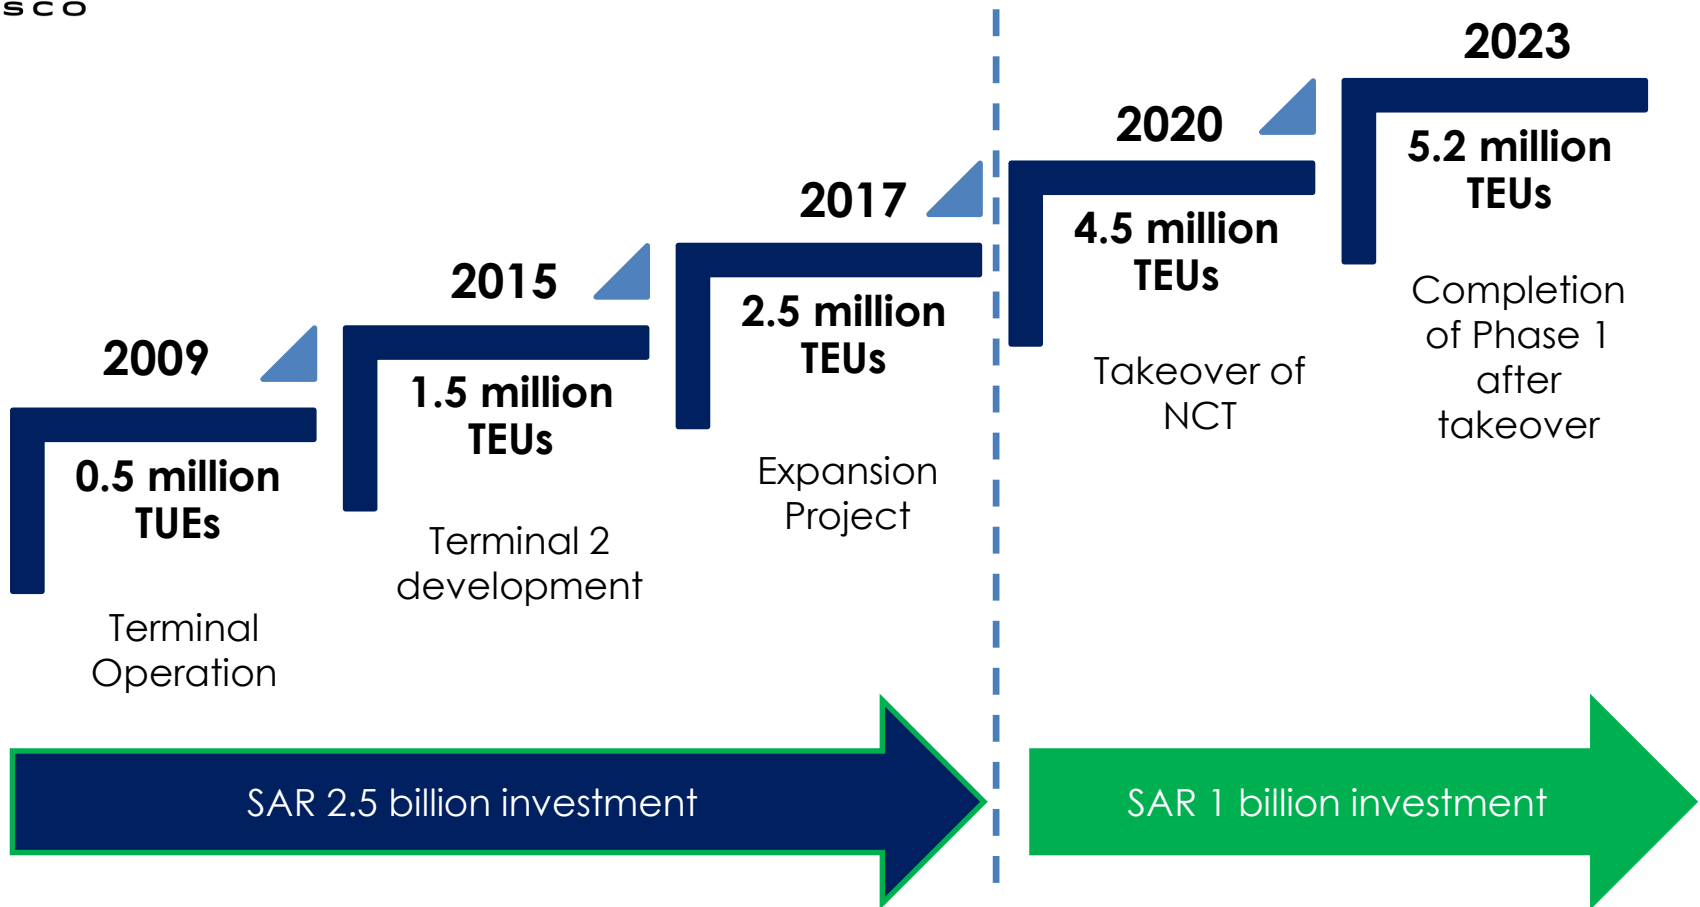 SCO
2009
0.5 million
TUEs
Terminal
Operation
2015
1.5 million
TEUs
Terminal 2
development
2017
2.5 million
TEUs
Expansion
Project
2020
4.5 million
TEUs
Takeover of
NCT
2023
5.2 million
TEUs
Completion
of Phase 1
after
takeover
SAR 2.5 billion investment
SAR 1 billion investment